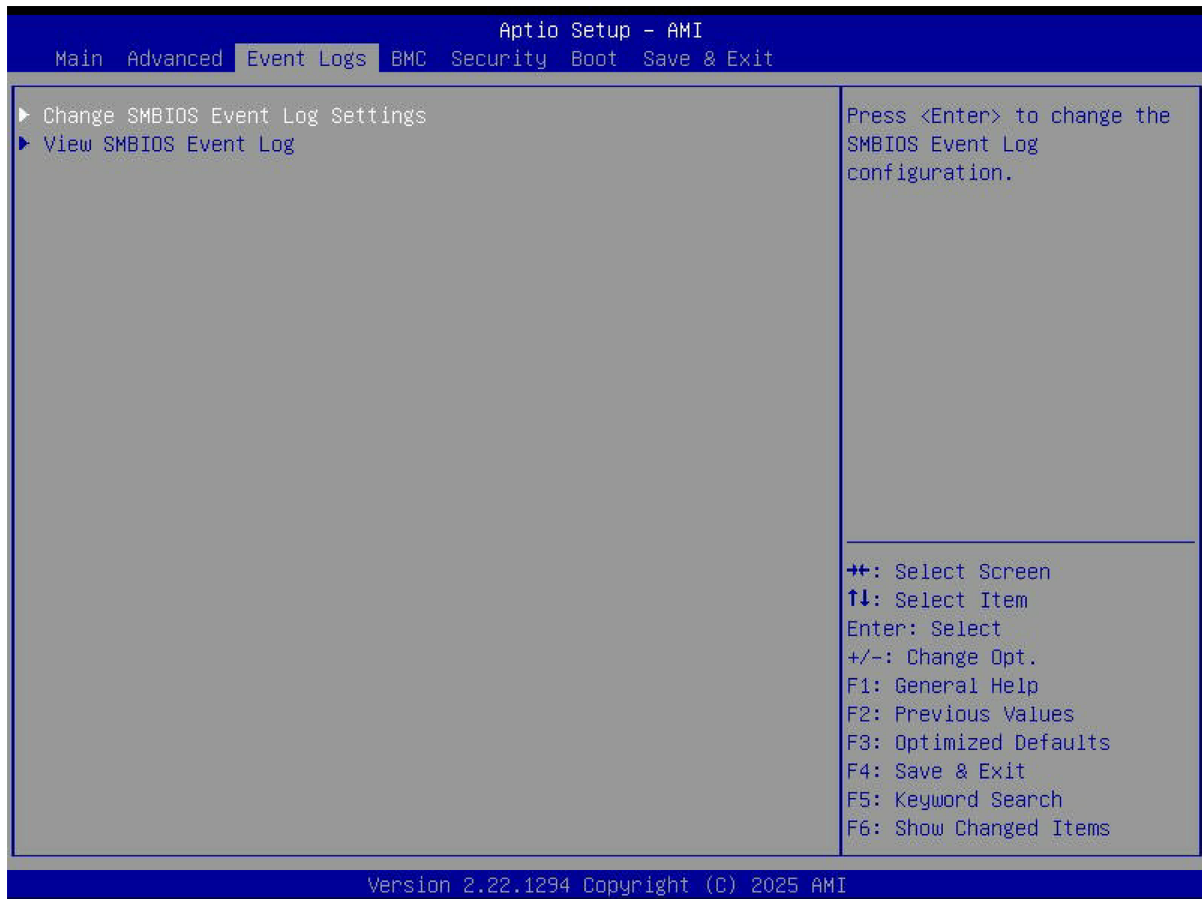 Aptio Setup – AMI
Main Advanced Event Logs BMC Security Boot Save & Exit
▶ Change SMBIOS Event Log Settings
▶ View SMBIOS Event Log
Press <Enter> to change the
SMBIOS Event Log
configuration.
→←: Select Screen
↑↓: Select Item
Enter: Select
+/-: Change Opt.
F1: General Help
F2: Previous Values
F3: Optimized Defaults
F4: Save & Exit
F5: Keyword Search
F6: Show Changed Items
Version 2.22.1294 Copyright (C) 2025 AMI